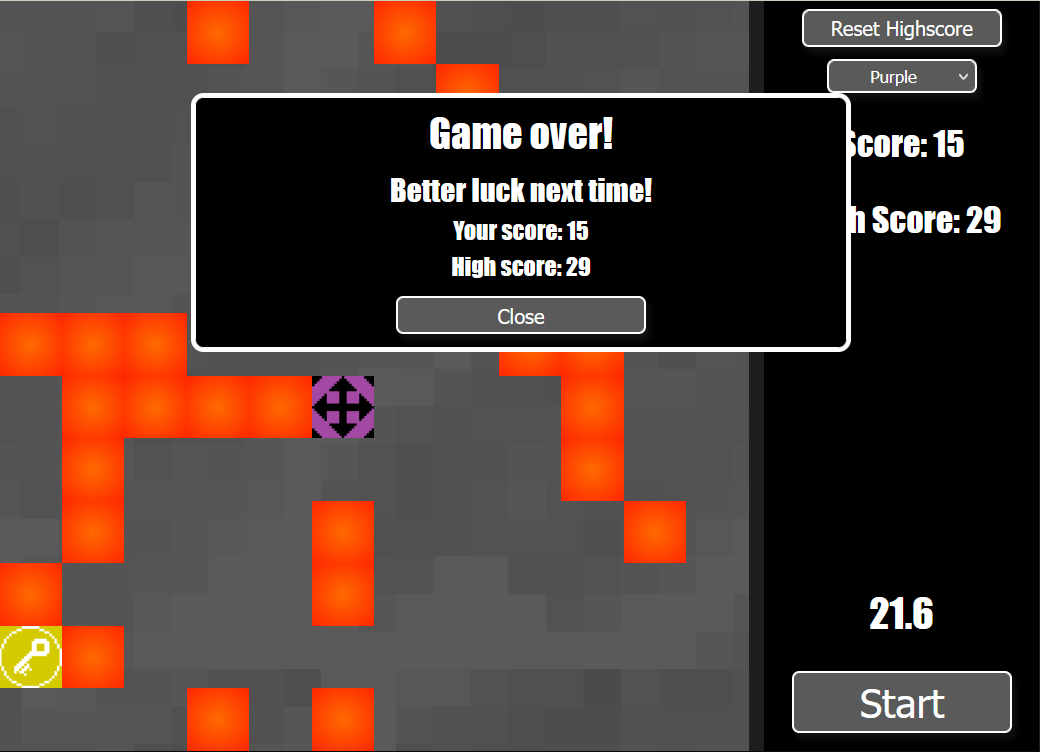 Reset Highscore
Purple
Game over!
Better luck next time!
Your score: 15
High score: 29
Close
Score: 15
h Score: 29
21.6
Start